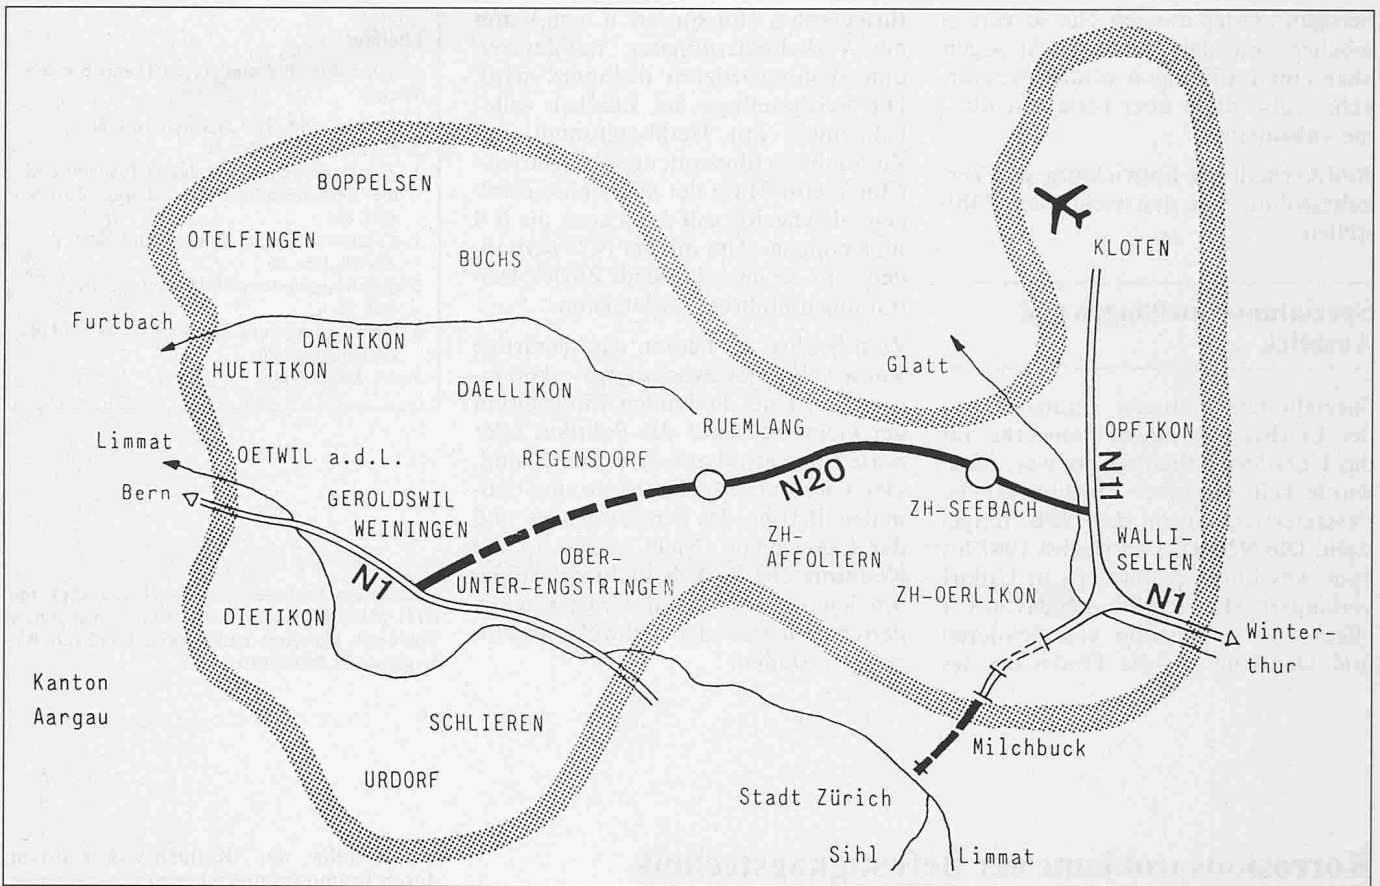 BOPPELSEN
OTELFINGEN
BUCHS
KLOTEN
Furtbach
DAENIKON
HUETTIKON
Glatt
DAELLIKON
RUEMLANG
OPFIKON
Limmat
OETWIL a.d.L.
REGENSDORF
N20
N11
Bern
GEROLDSWIL
WEININGEN
ZH-SEEBACH
ZH-
AFFOLTERN
WALLI-
SELLEN
OBER-
UNTER-ENGSTRINGEN
N1
ZH-OERLIKON
N1
DIETIKON
Winter-
thur
Kanton
Aargau
SCHLIEREN
Milchbuck
URDORF
Stadt Zürich
Sihl
Limmat